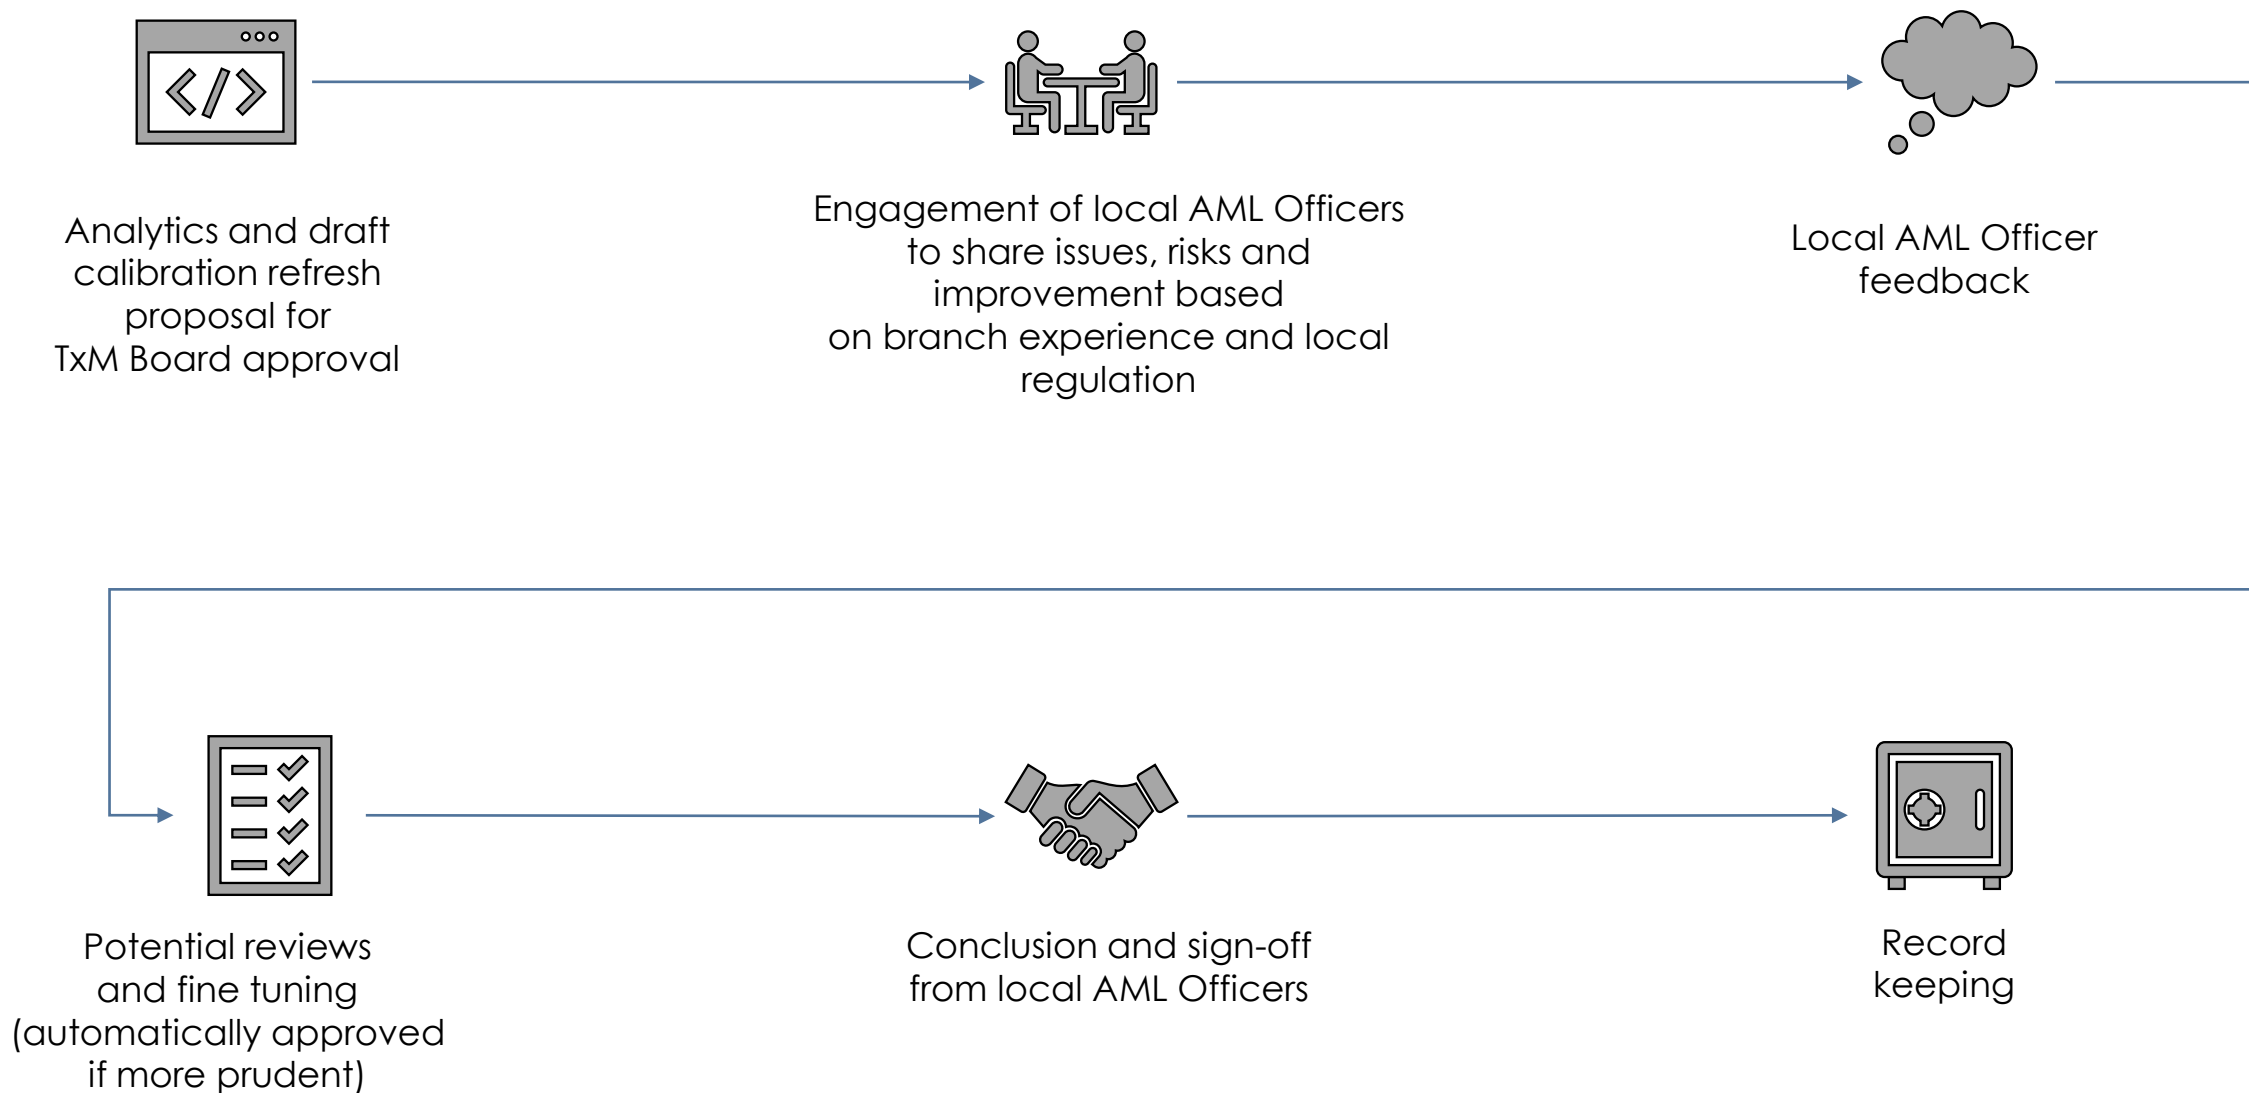 Analytics and draft
calibration refresh
proposal for
TxM Board approval
Engagement of local AML Officers
to share issues, risks and
improvement based
on branch experience and local
regulation
Local AML Officer
feedback
Potential reviews
and fine tuning
(automatically approved
if more prudent)
Conclusion and sign-off
from local AML Officers
Record
keeping